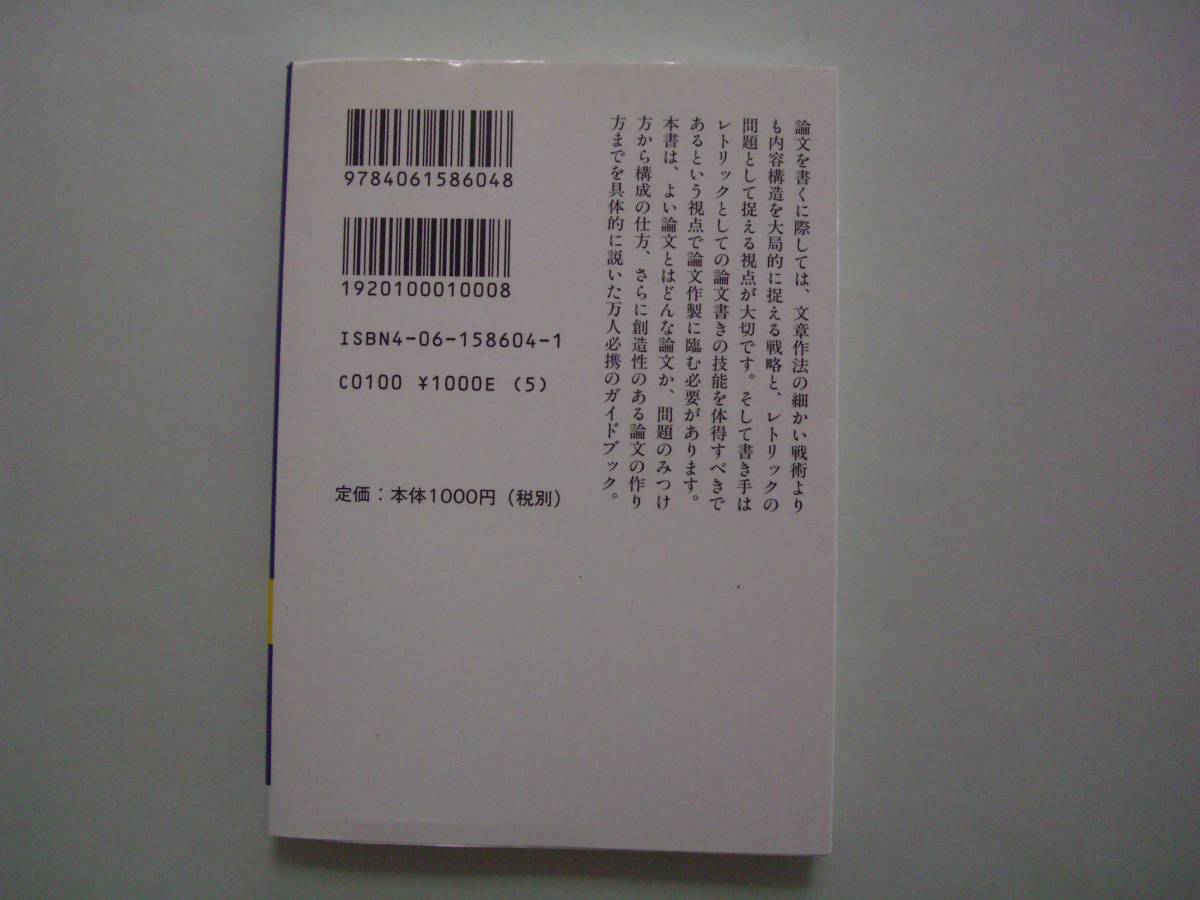 論文を書くに際しては、文章作法の細かい戦術より
も内容構造を大局的に捉える戦略と、レトリックの
問題として捉える視点が大切です。そして書き手は
レトリックとしての論文書きの技能を体得すべきで
あるという視点で論文作製に臨む必要があります。
本書は、よい論文とはどんな論文か、問題のみつけ
方から構成の仕方、さらに創造性のある論文の作り
方までを具体的に説いた万人必携のガイドブック。
9784061586048
1920100010008
ISBN4-06-158604-1
C0100 ¥1000E (5)
定価：本体1000円（税別）